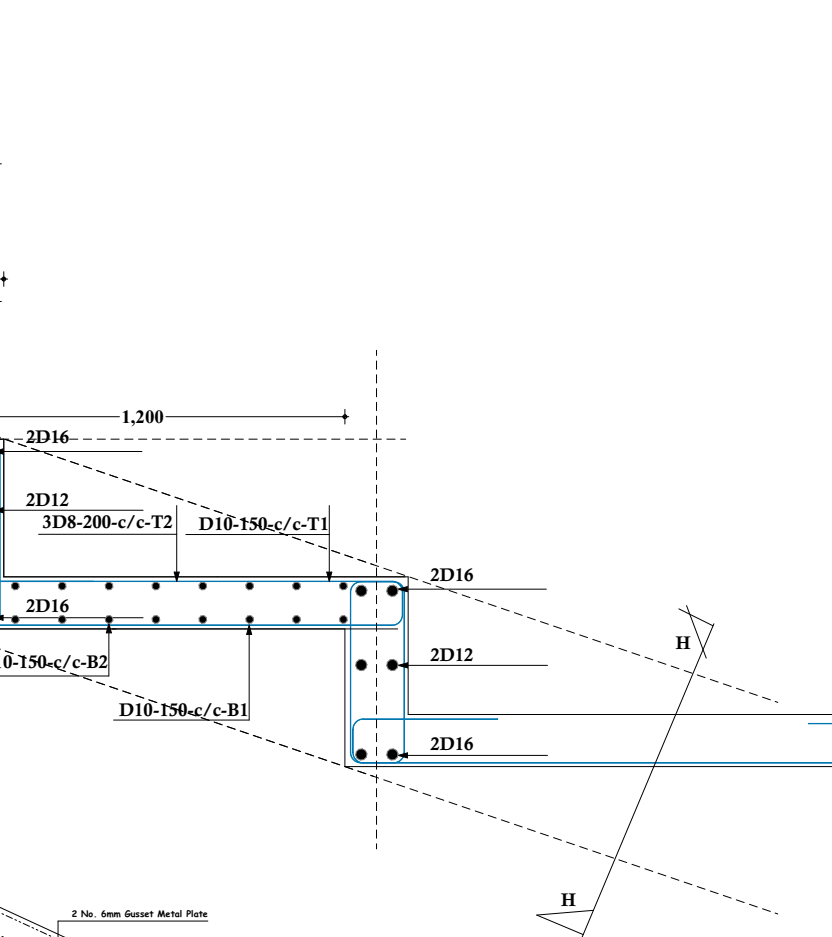 1,200
2D16
2D12
3D8-200-c/c-T2
D10-150-c/c-T1
2D16
2D16
H
2D12
0-150-c/c-B2
D10-150-c/c-B1
2D16
H
2 No. 6mm Gusset Metal Plate